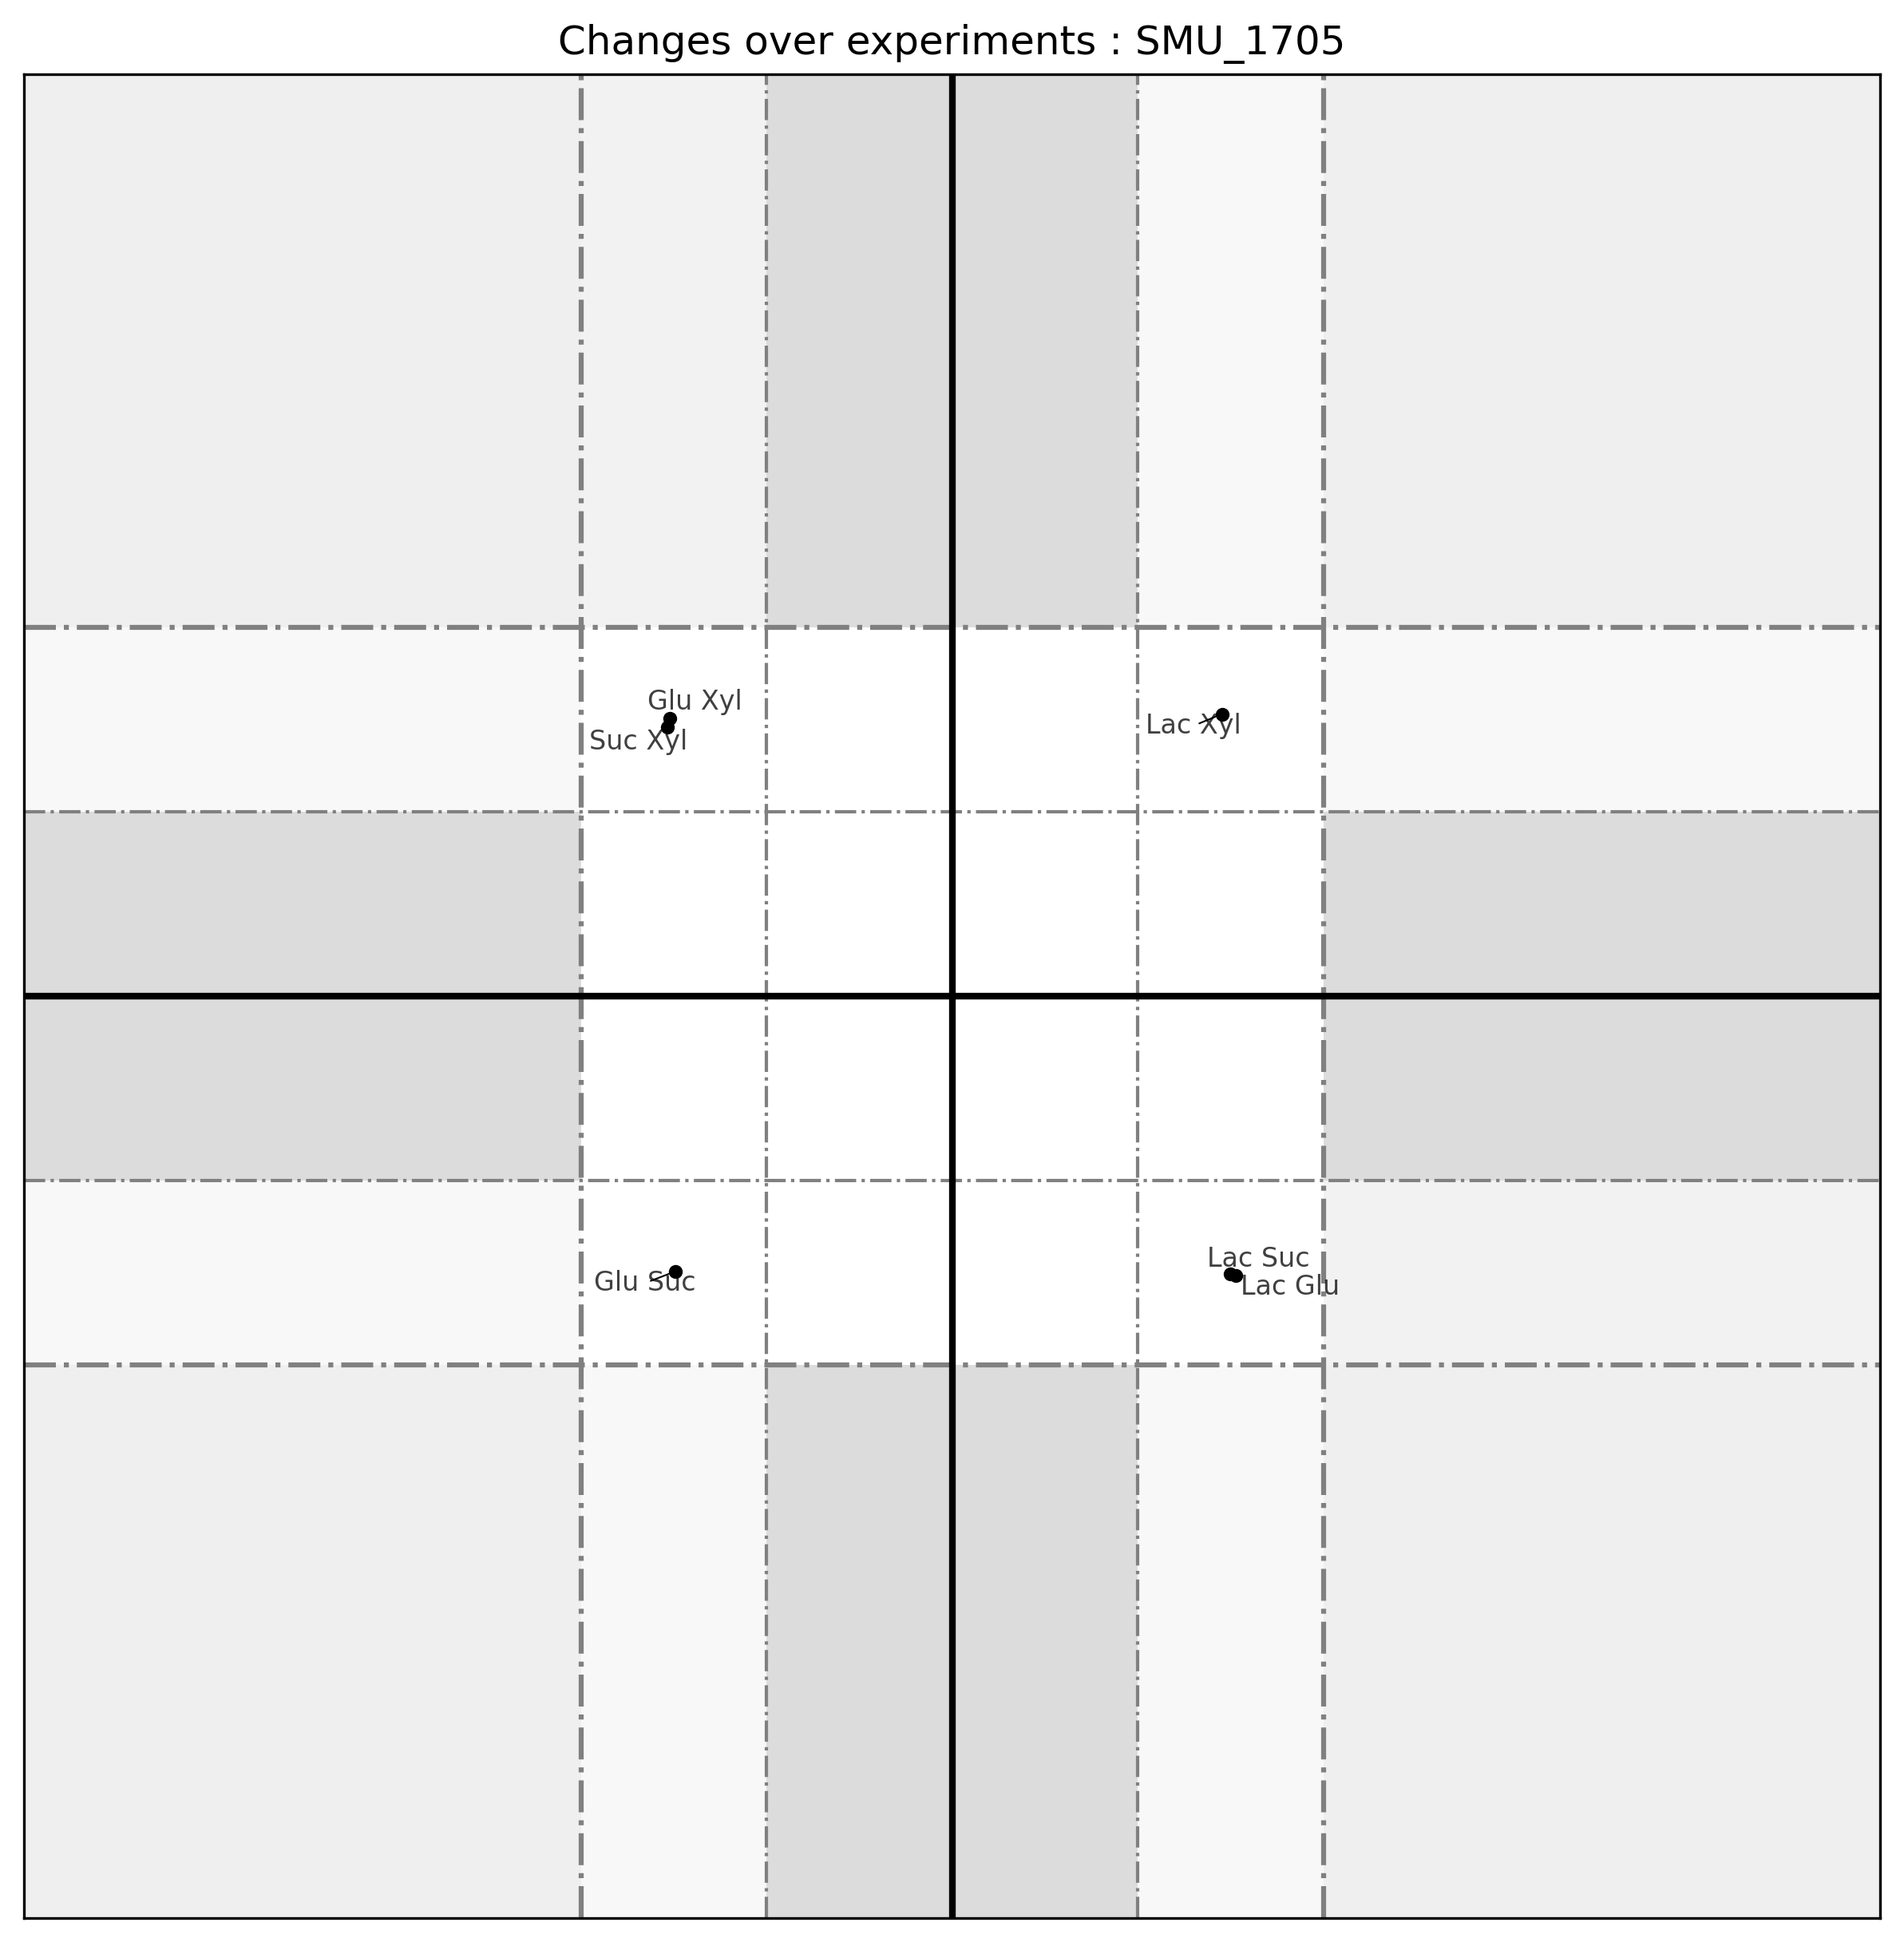 Changes over experiments : SMU_1705
Glu Xyl
Suc Xyl
Lac Xyl
Glu Suc
Lac Suc
Lac Glu